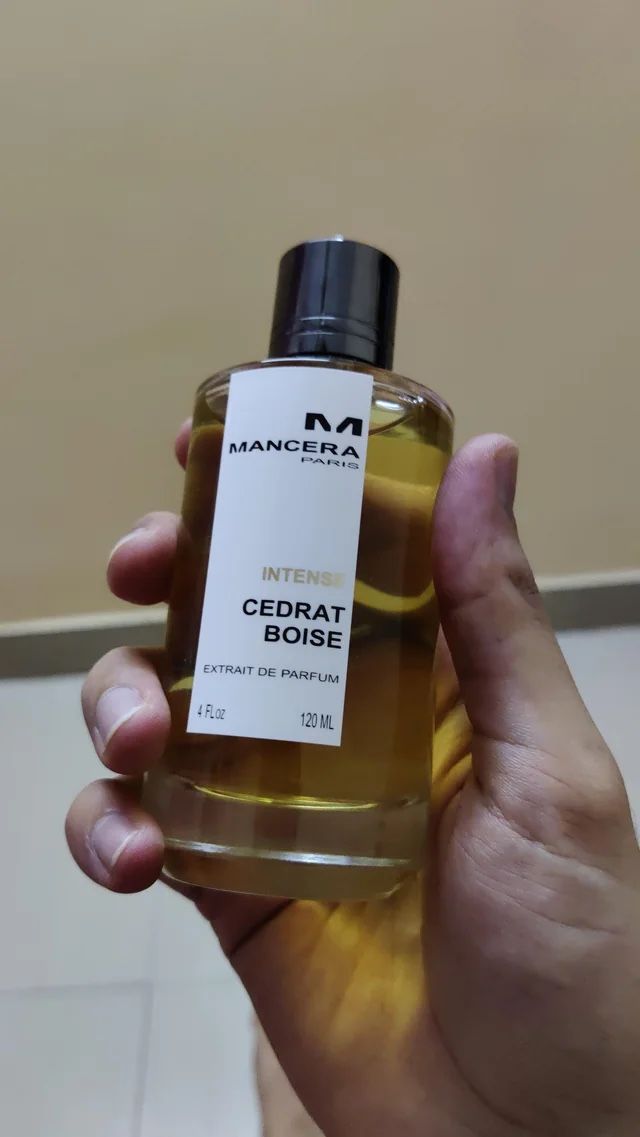 M
MANCERA
PARIS
INTENSE
CEDRAT
BOISE
EXTRAIT DE PARFUM
4 FLoz 120 ML